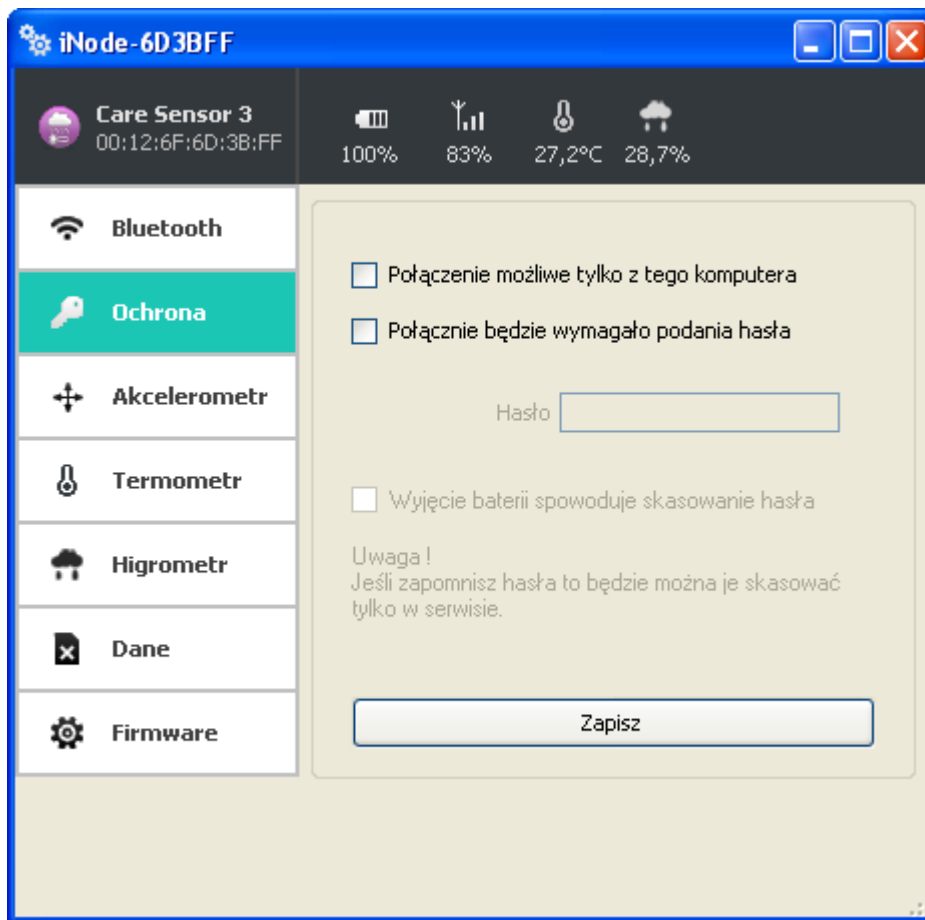 iNode-6D3BFF
Care Sensor 3
00:12:6F:6D:3B:FF
100%
83%
27,2°C
28,7%
Bluetooth
Ochrona
Akcelerometr
Termometr
Higrometr
Dane
Firmware
Połączenie możliwe tylko z tego komputera
Połącznie będzie wymagało podania hasła
Hasło
Wyjęcie baterii spowoduje skasowanie hasła
Uwaga !
Jeśli zapomnisz hasła to będzie można je skasować
tylko w serwisie.
Zapisz